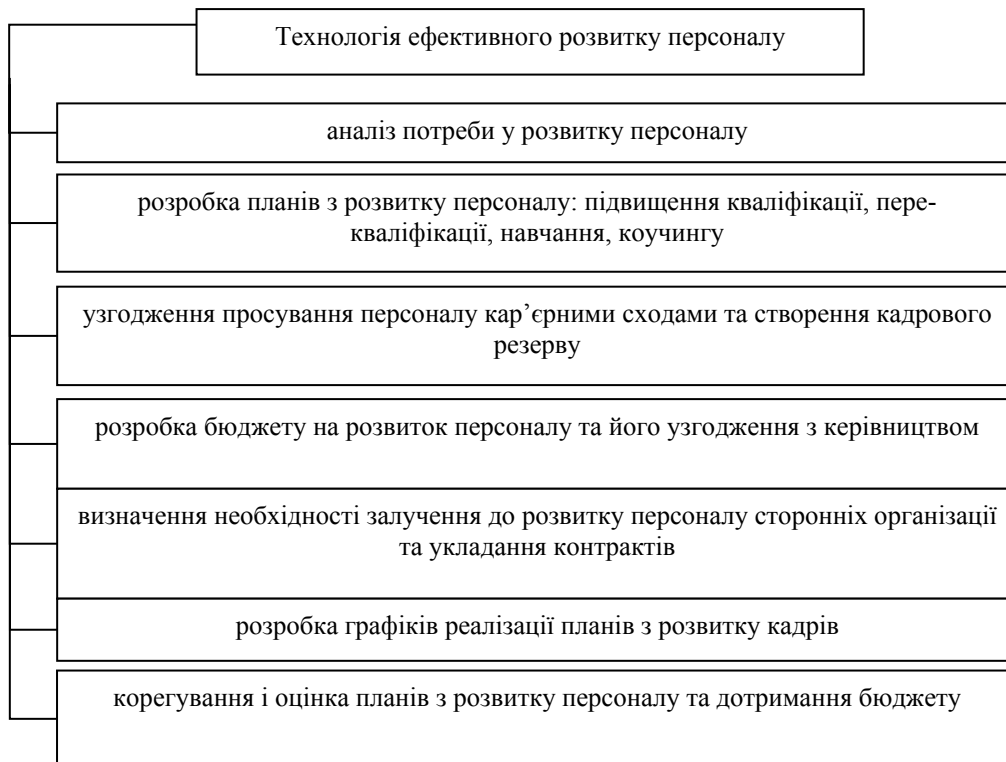 Технологія ефективного розвитку персоналу
аналіз потреби у розвитку персоналу
розробка планів з розвитку персоналу: підвищення кваліфікації, пере-
кваліфікації, навчання, коучингу
узгодження просування персоналу кар’єрними сходами та створення кадрового
резерву
розробка бюджету на розвиток персоналу та його узгодження з керівництвом
визначення необхідності залучення до розвитку персоналу сторонніх організації
та укладання контрактів
розробка графіків реалізації планів з розвитку кадрів
корегування і оцінка планів з розвитку персоналу та дотримання бюджету